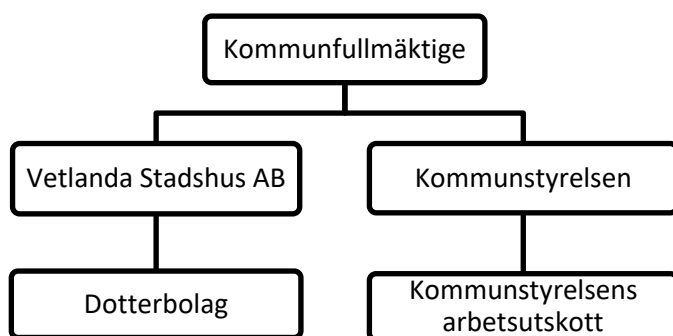 Kommunfullmäktige
Vetlanda Stadshus AB
Kommunstyrelsen
Dotterbolag
Kommunstyrelsens
arbetsutskott